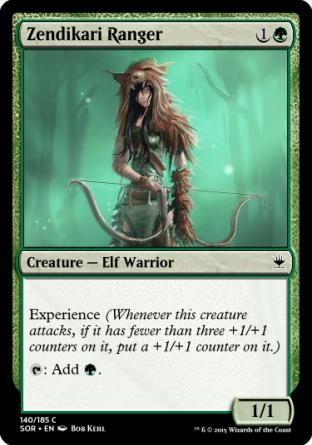 Zendikari Ranger 1
Creature — Elf Warrior
Experience (Whenever this creature
attacks, if it has fewer than three +1/+1
counters on it, put a +1/+1 counter on it.)
: Add .
140/185 C
SOR • EN Bob Kehl
1/1
™ & © 2015 Wizards of the Coast